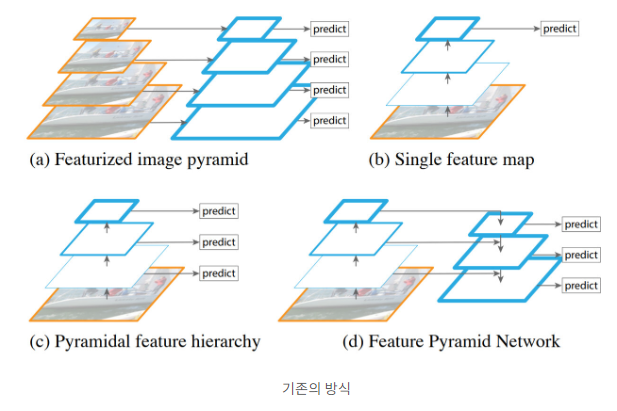 predict
predict
predict
predict
(a) Featurized image pyramid
predict
(b) Single feature map
predict
predict
predict
(c) Pyramidal feature hierarchy
predict
predict
predict
(d) Feature Pyramid Network
기존의 방식